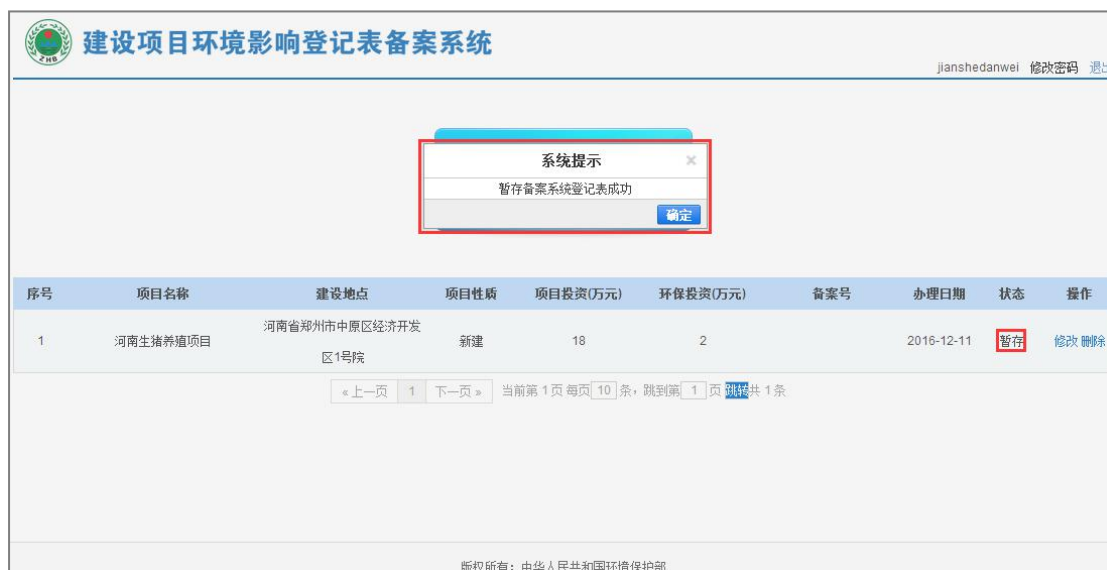 ZHB
建设项目环境影响登记表备案系统
jianshedanwei 修改密码 退出
系统提示 ×
暂存备案系统登记表成功
确定
序号 项目名称 建设地点 项目性质 项目投资(万元) 环保投资(万元) 备案号 办理日期 状态 操作
1 河南生猪养殖项目 河南省郑州市中原区经济开发 新建 18 2 2016-12-11 暂存 修改 删除
区1号院
«上一页 1 下一页» 当前第 1 页 每页 10 条，跳到第 1 页 跳转共 1 条
版权所有：中华人民共和国环境保护部